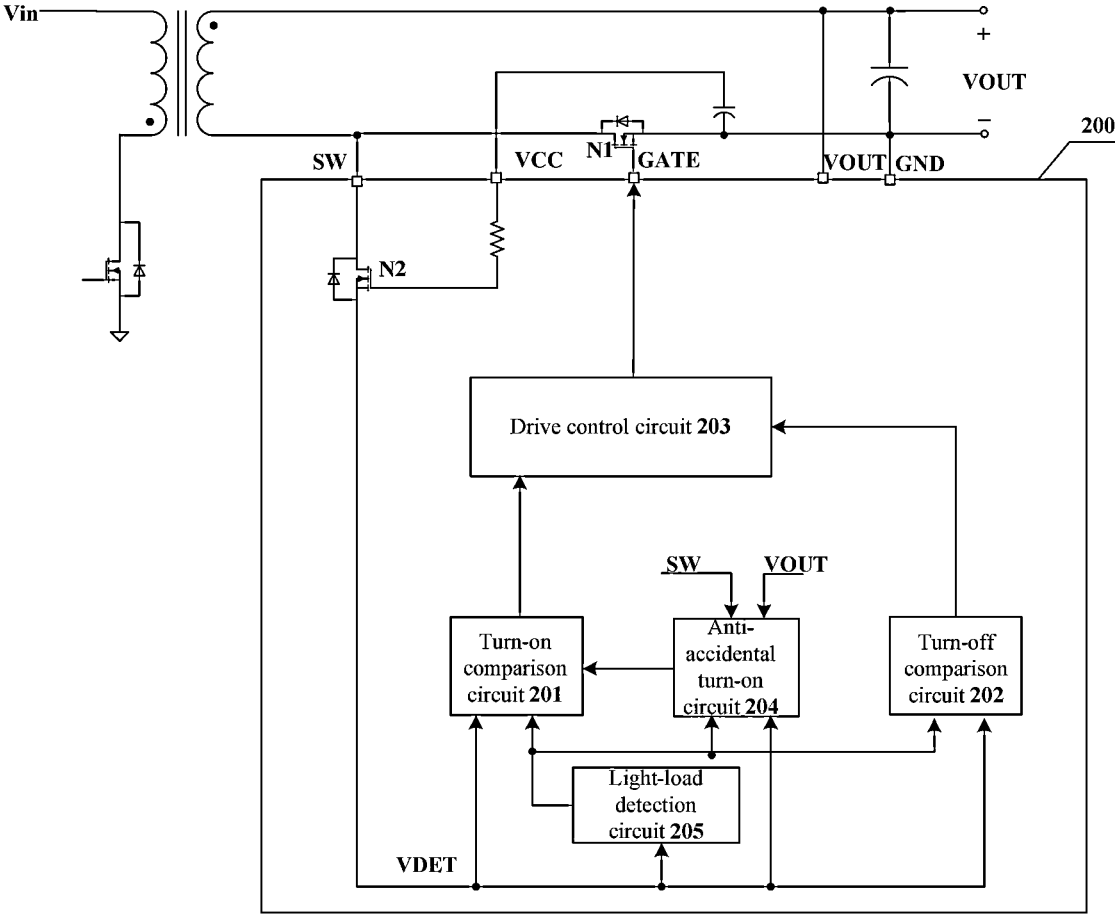 Vin
+
VOUT
−
200
SW
VCC
N1
GATE
VOUT
GND
N2
Drive control circuit 203
SW
VOUT
Turn-on
comparison
circuit 201
Anti-
accidental
turn-on
circuit 204
Turn-off
comparison
circuit 202
Light-load
detection
circuit 205
VDET